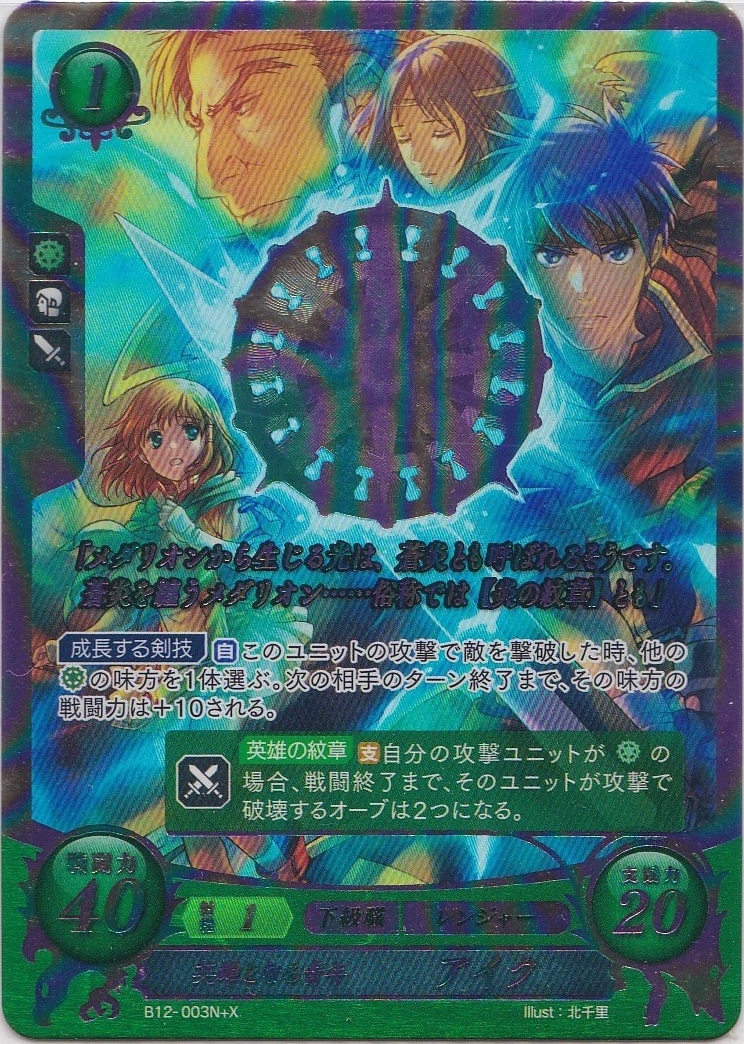 1
『メダリオンから生じる光は、蒼炎とも呼ばれるそうです。
蒼炎を纏うメダリオン……俗称では【炎の紋章】とも』
成長する剣技 自このユニットの攻撃で敵を撃破した時、他の
の味方を1体選ぶ。次の相手のターン終了まで、その味方の
戦闘力は+10される。
英雄の紋章 支自分の攻撃ユニットが の
場合、戦闘終了まで、そのユニットが攻撃で
破壊するオーブは2つになる。
戦闘力
40
射程 1 下級職 レンジャー
支援力
20
英雄となる青年 アイク
B12-003N+X Illust：北千里